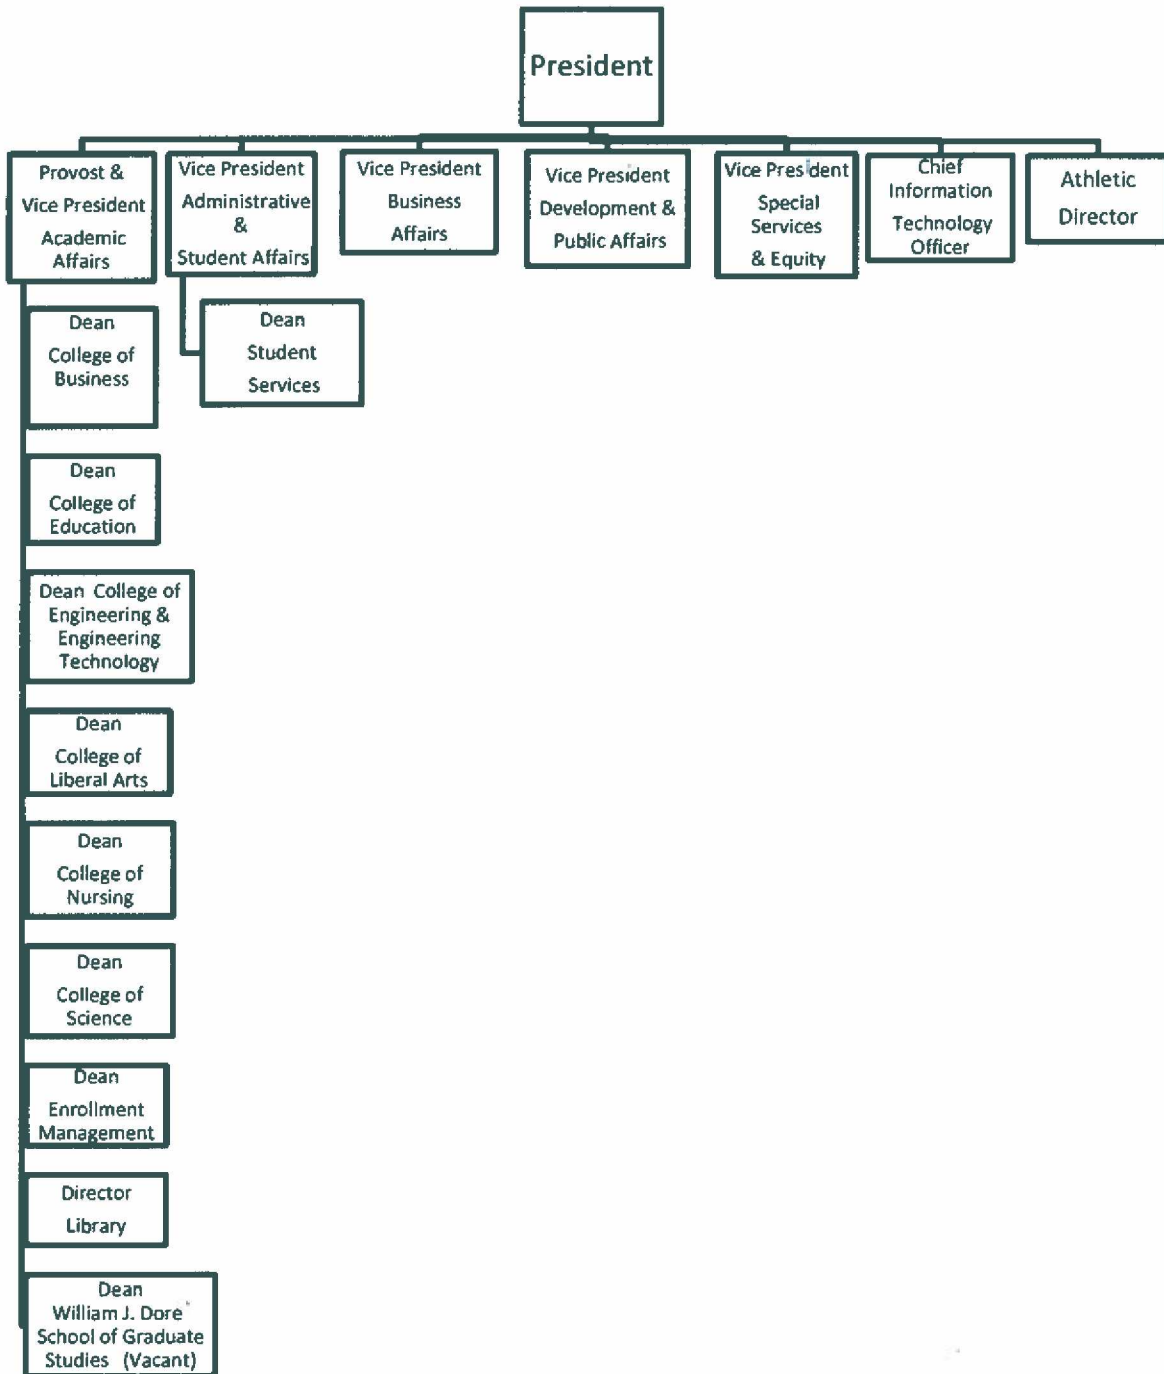 President
Provost &
Vice President
Academic
Affairs
Vice President
Administrative
&
Student Affairs
Vice President
Business
Affairs
Vice President
Development &
Public Affairs
Vice President
Special
Services
& Equity
Chief
Information
Technology
Officer
Athletic
Director
Dean
College of
Business
Dean
Student
Services
Dean
College of
Education
Dean College of
Engineering &
Engineering
Technology
Dean
College of
Liberal Arts
Dean
College of
Nursing
Dean
College of
Science
Dean
Enrollment
Management
Director
Library
Dean
William J. Dore'
School of Graduate
Studies (Vacant)